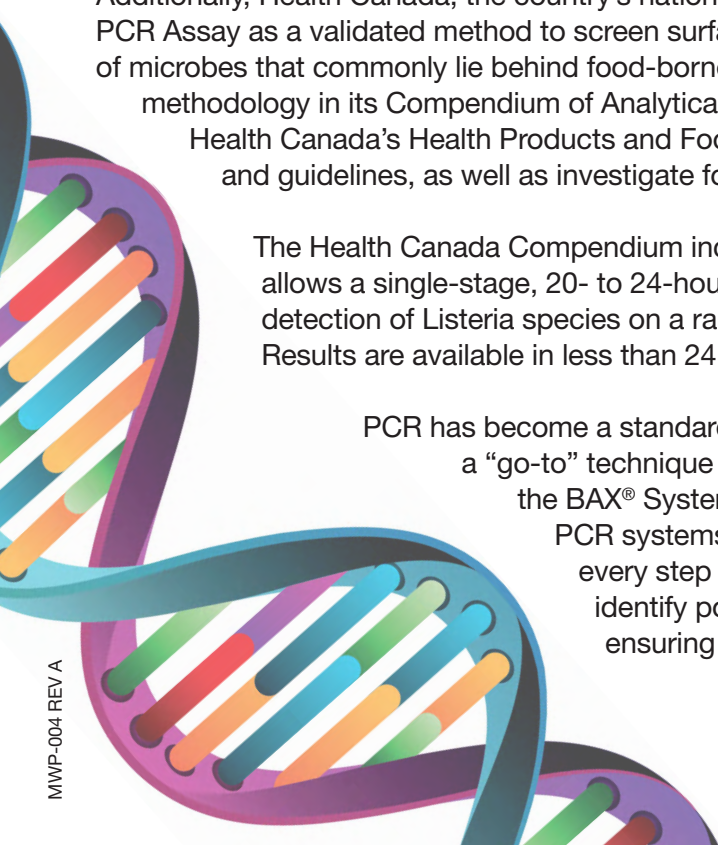 Additionally, Health Canada, the country's nation
PCR Assay as a validated method to screen surfa
of microbes that commonly lie behind food-borne
methodology in its Compendium of Analytica
Health Canada's Health Products and Foo
and guidelines, as well as investigate fo
The Health Canada Compendium inc
allows a single-stage, 20- to 24-hou
detection of Listeria species on a ra
Results are available in less than 24
PCR has become a standard
a “go-to” technique
the BAX® System
PCR systems
every step
identify po
ensuring
MWP-004 REV A